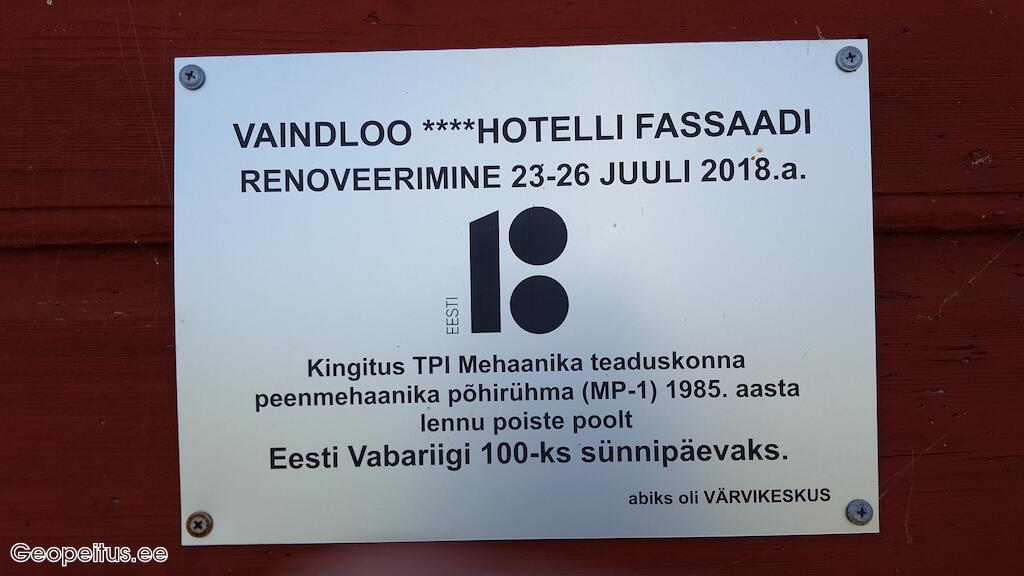 VAINDLOO ****HOTELLI FASSAADI
RENOVEERIMINE 23-26 JUULI 2018.a.
EESTI
Kingitus TPI Mehaanika teaduskonna
peenmehaanika põhirühma (MP-1) 1985. aasta
lennu poiste poolt
Eesti Vabariigi 100-ks sünnipäevaks.
abiks oli VÄRVIKESKUS
Geopeitus.ee